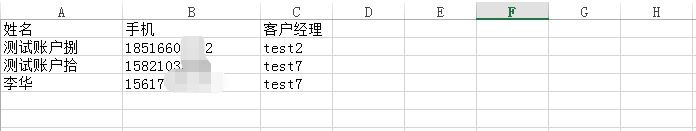 A B C D E F G H
姓名 手机 客户经理
测试账户捌 1851660 2 test2
测试账户拾 1582103 test7
李华 15617 test7